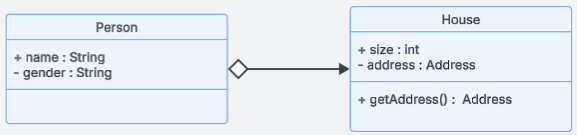 Person
+ name : String
- gender : String
House
+ size : int
- address : Address
+ getAddress() : Address